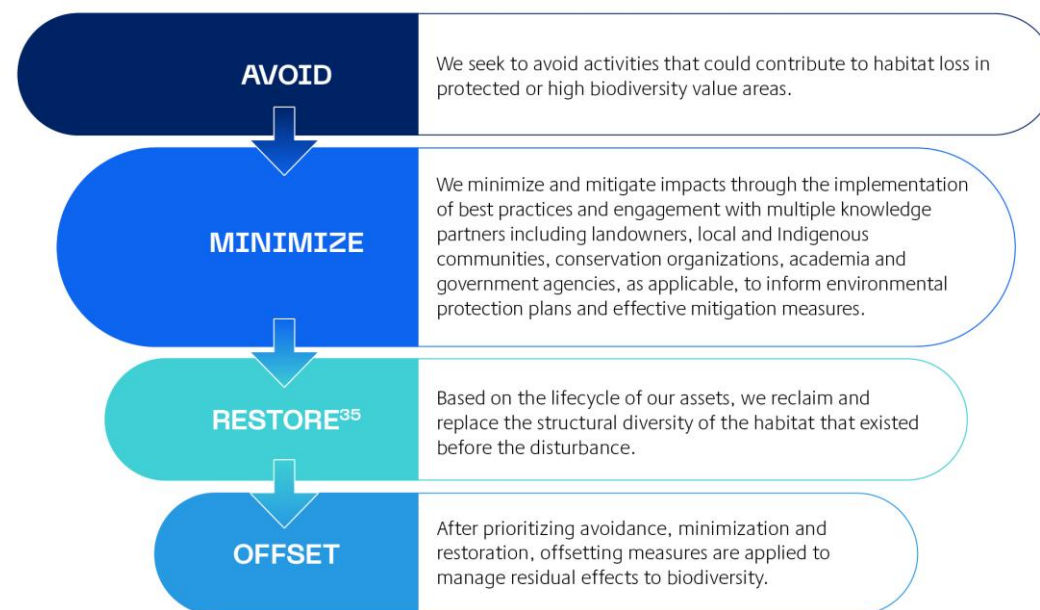 AVOID
We seek to avoid activities that could contribute to habitat loss in
protected or high biodiversity value areas.
MINIMIZE
We minimize and mitigate impacts through the implementation
of best practices and engagement with multiple knowledge
partners including landowners, local and Indigenous
communities, conservation organizations, academia and
government agencies, as applicable, to inform environmental
protection plans and effective mitigation measures.
RESTORE³⁵
Based on the lifecycle of our assets, we reclaim and
replace the structural diversity of the habitat that existed
before the disturbance.
OFFSET
After prioritizing avoidance, minimization and
restoration, offsetting measures are applied to
manage residual effects to biodiversity.